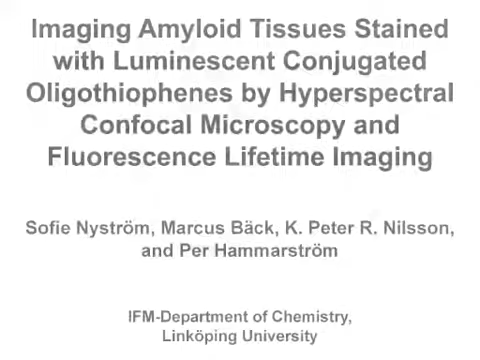 Imaging Amyloid Tissues Stained
with Luminescent Conjugated
Oligothiophenes by Hyperspectral
Confocal Microscopy and
Fluorescence Lifetime Imaging
Sofie Nyström, Marcus Bäck, K. Peter R. Nilsson,
and Per Hammarström
IFM-Department of Chemistry,
Linköping University